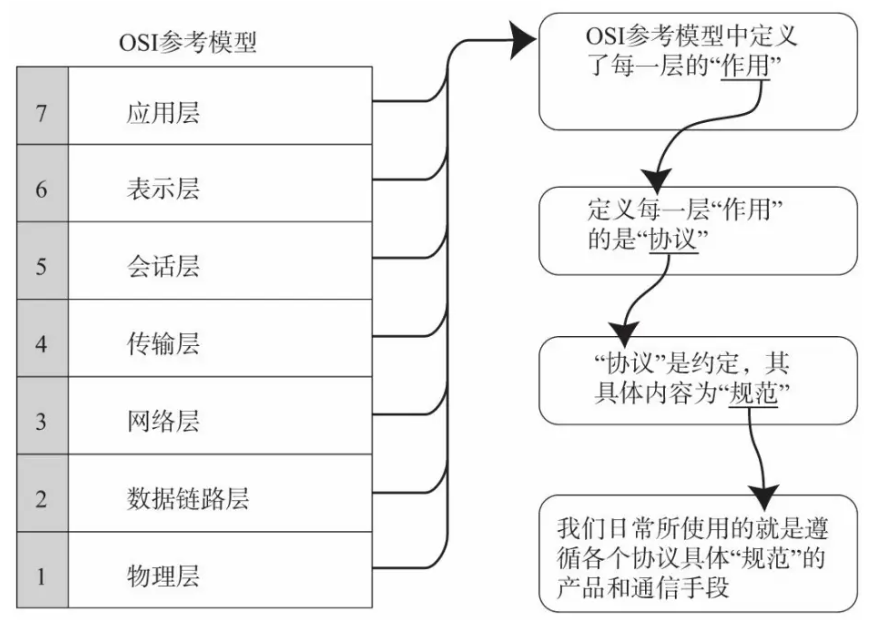 OSI参考模型
7 应用层
6 表示层
5 会话层
4 传输层
3 网络层
2 数据链路层
1 物理层
OSI参考模型中定义
了每一层的“作用”
定义每一层“作用”
的是“协议”
“协议”是约定，其
具体内容为“规范”
我们日常所使用的就是遵
循各个协议具体“规范”的
产品和通信手段